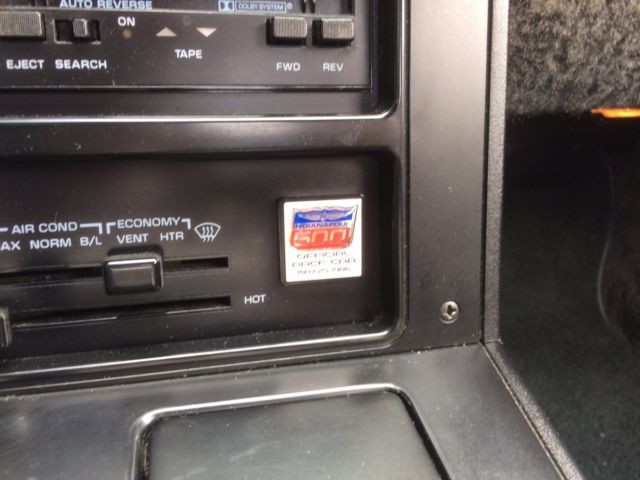 AUTO REVERSE
DOLBY SYSTEM
ON
EJECT SEARCH
TAPE
FWD
REV
AIR COND
ECONOMY
AX NORM B/L VENT HTR
HOT
INDIANAPOLIS
500
OFFICIAL
PACE CAR